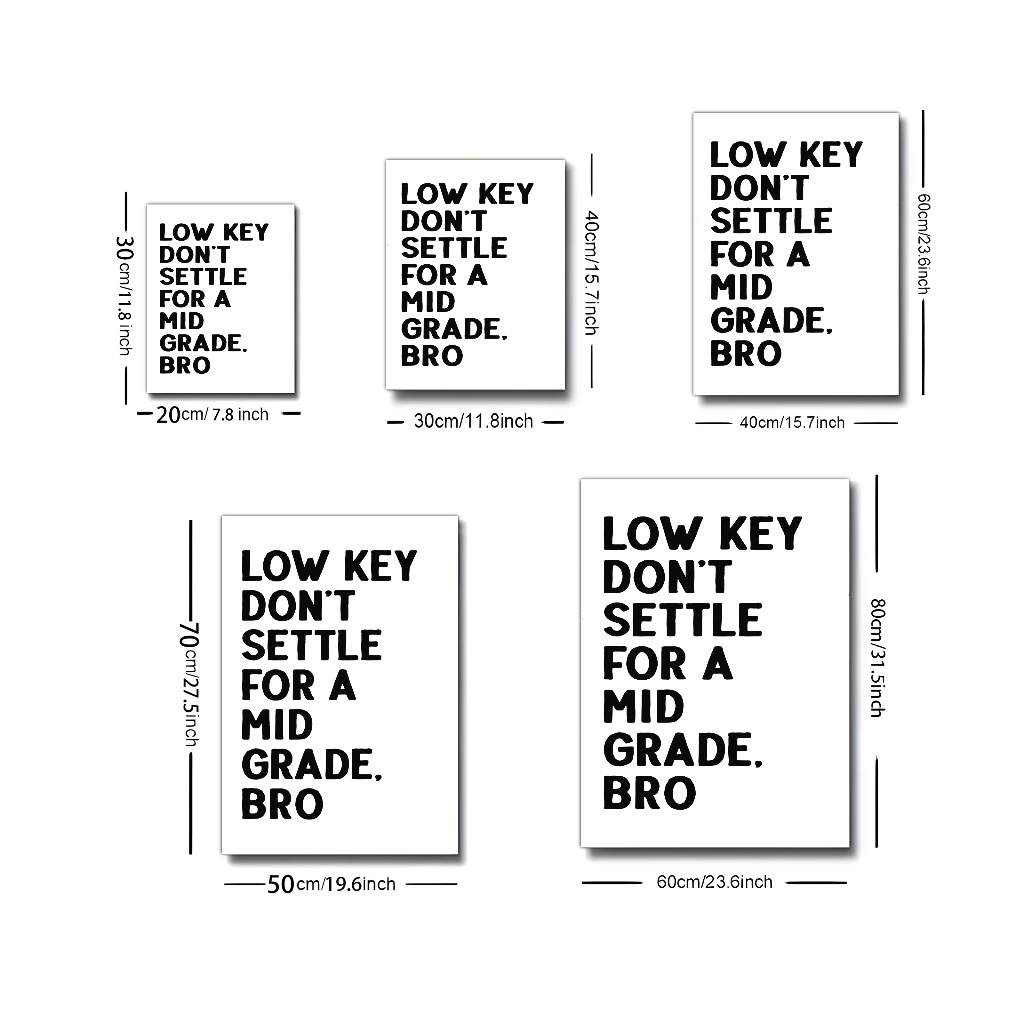 LOW KEY
DON'T
SETTLE
FOR A
MID
GRADE.
BRO
30cm/11.8 inch
20cm/7.8 inch
LOW KEY
DON'T
SETTLE
FOR A
MID
GRADE.
BRO
40cm/15.7inch
30cm/11.8inch
LOW KEY
DON'T
SETTLE
FOR A
MID
GRADE.
BRO
60cm/23.6inch
40cm/15.7inch
70cm/27.5inch
LOW KEY
DON'T
SETTLE
FOR A
MID
GRADE.
BRO
50cm/19.6inch
LOW KEY
DON'T
SETTLE
FOR A
MID
GRADE.
BRO
80cm/31.5inch
60cm/23.6inch